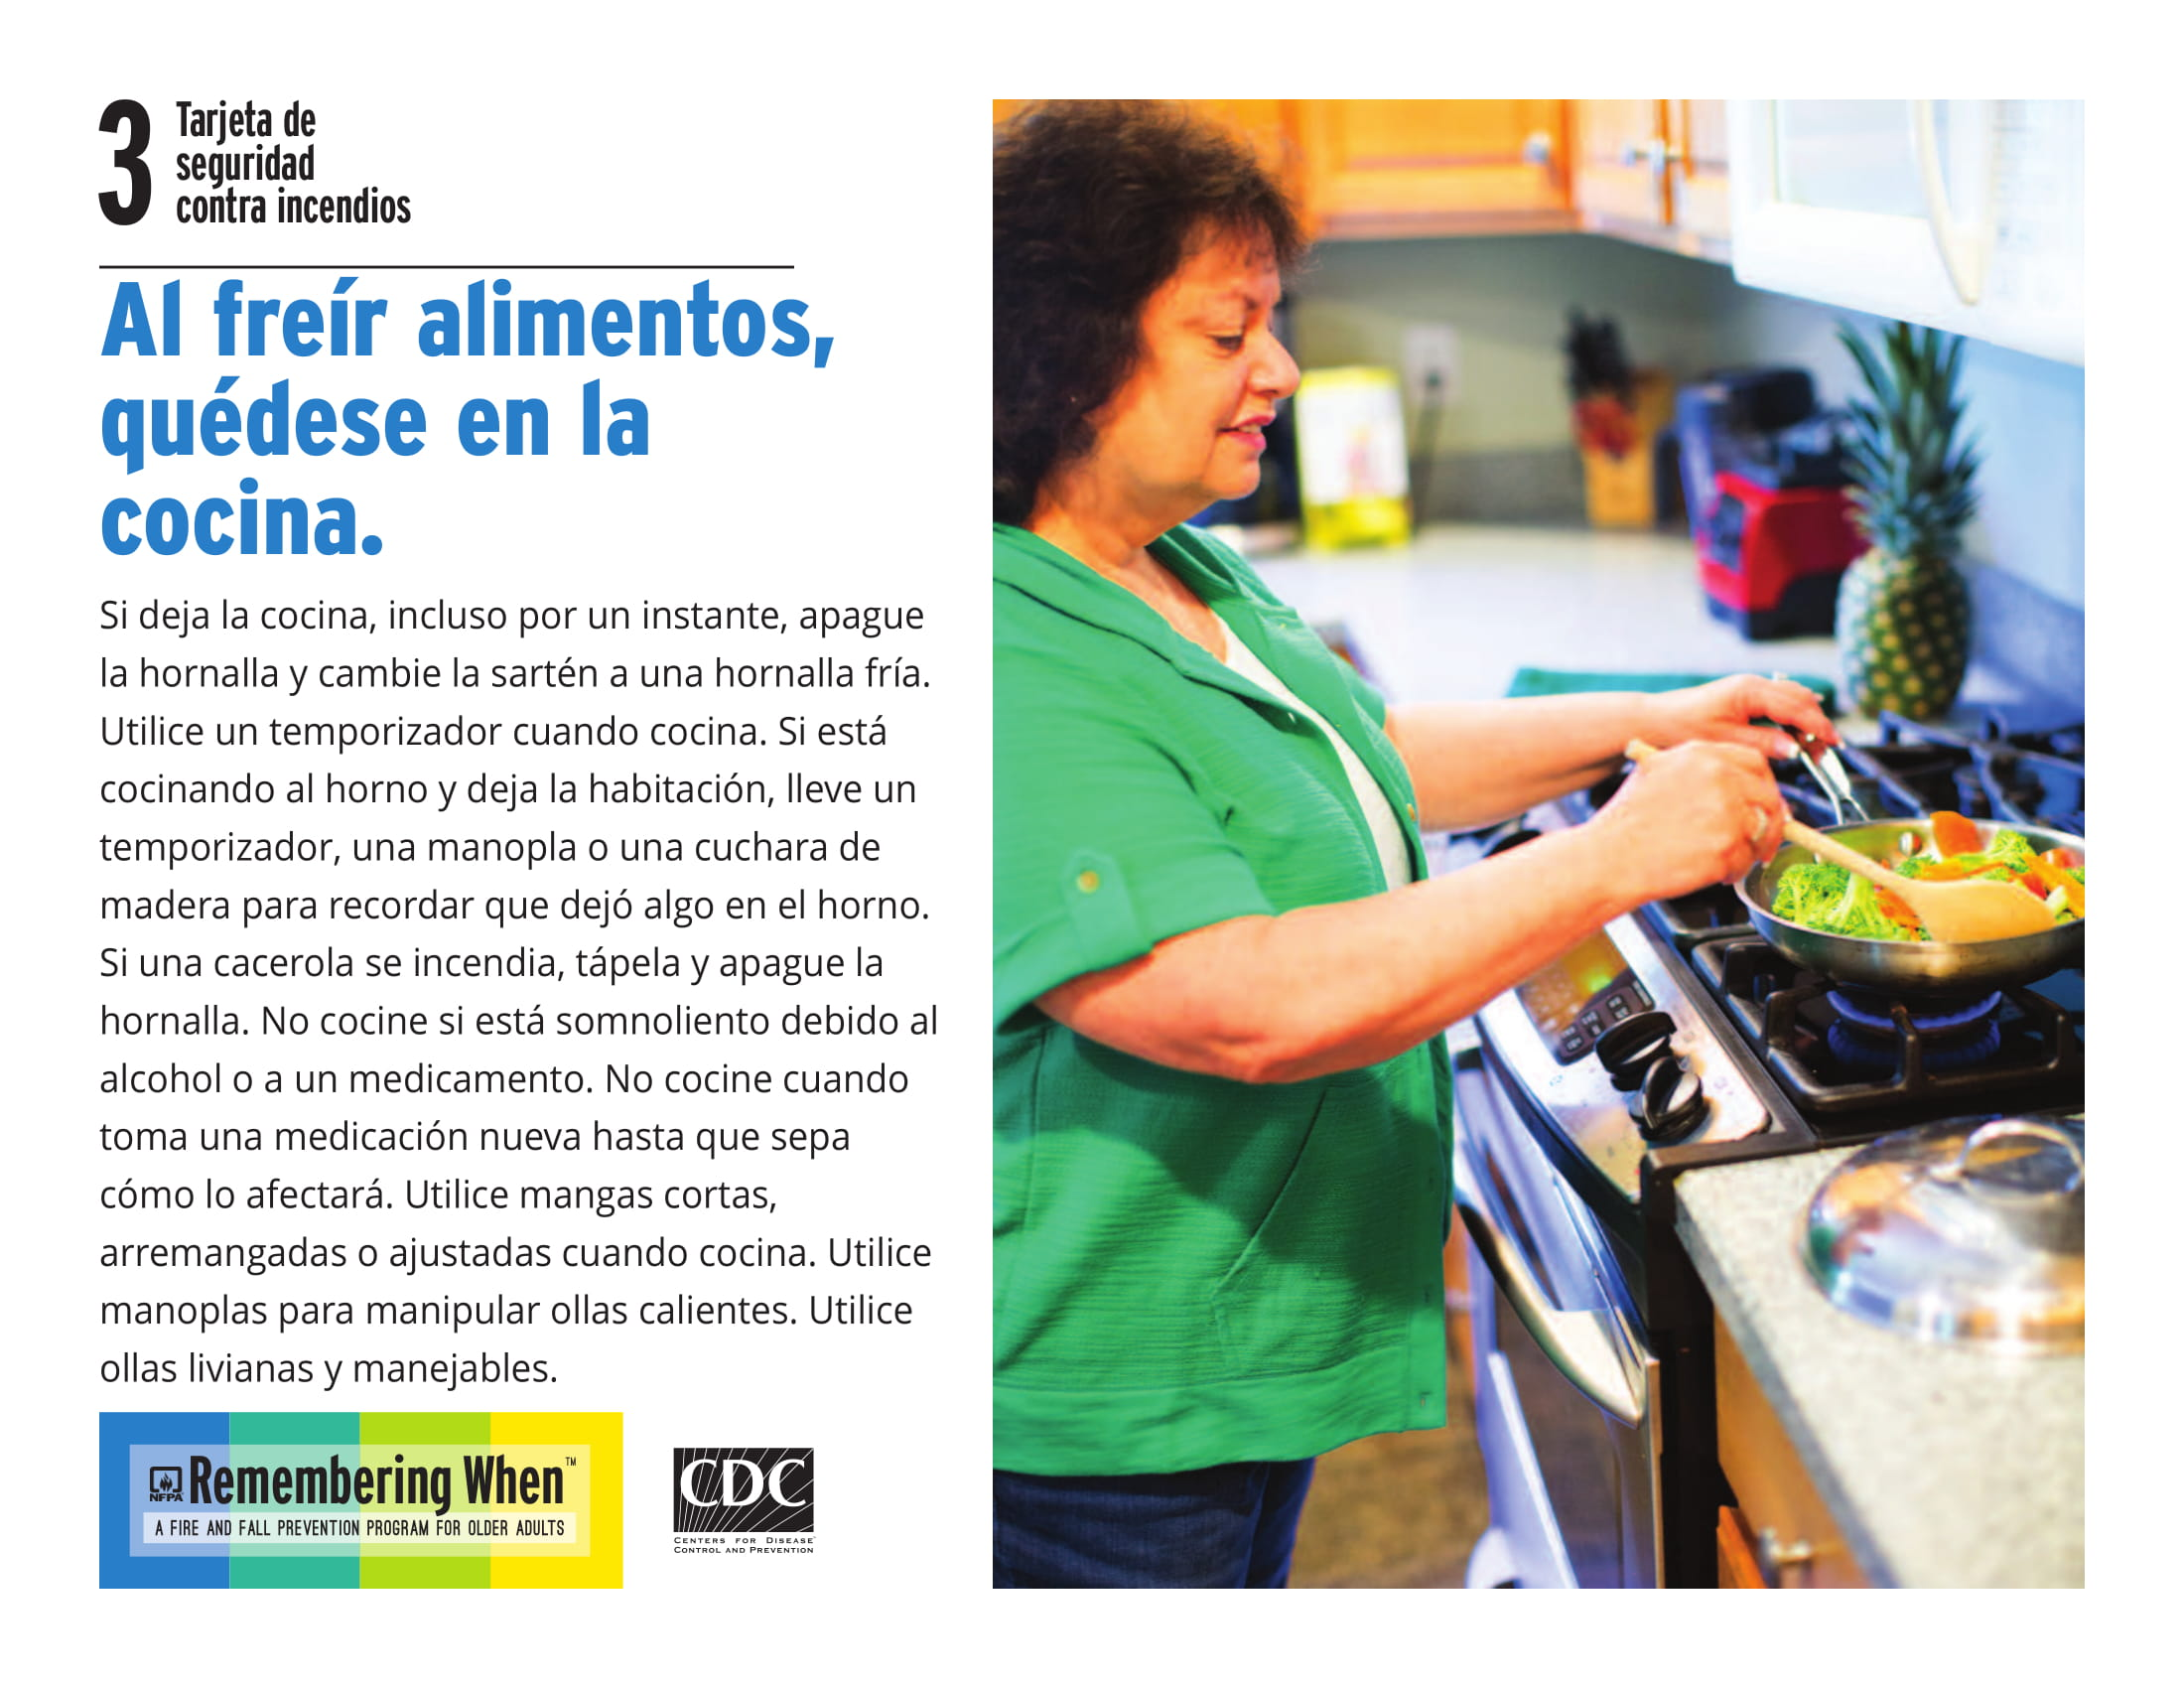 3
Tarjeta de
seguridad
contra incendios
Al freír alimentos,
quédese en la
cocina.
Si deja la cocina, incluso por un instante, apague
la hornalla y cambie la sartén a una hornalla fría.
Utilice un temporizador cuando cocina. Si está
cocinando al horno y deja la habitación, lleve un
temporizador, una manopla o una cuchara de
madera para recordar que dejó algo en el horno.
Si una cacerola se incendia, tápela y apague la
hornalla. No cocine si está somnoliento debido al
alcohol o a un medicamento. No cocine cuando
toma una medicación nueva hasta que sepa
cómo lo afectará. Utilice mangas cortas,
arremangadas o ajustadas cuando cocina. Utilice
manoplas para manipular ollas calientes. Utilice
ollas livianas y manejables.
NFPA Remembering When™
A FIRE AND FALL PREVENTION PROGRAM FOR OLDER ADULTS
CDC
CENTERS FOR DISEASE™
CONTROL AND PREVENTION